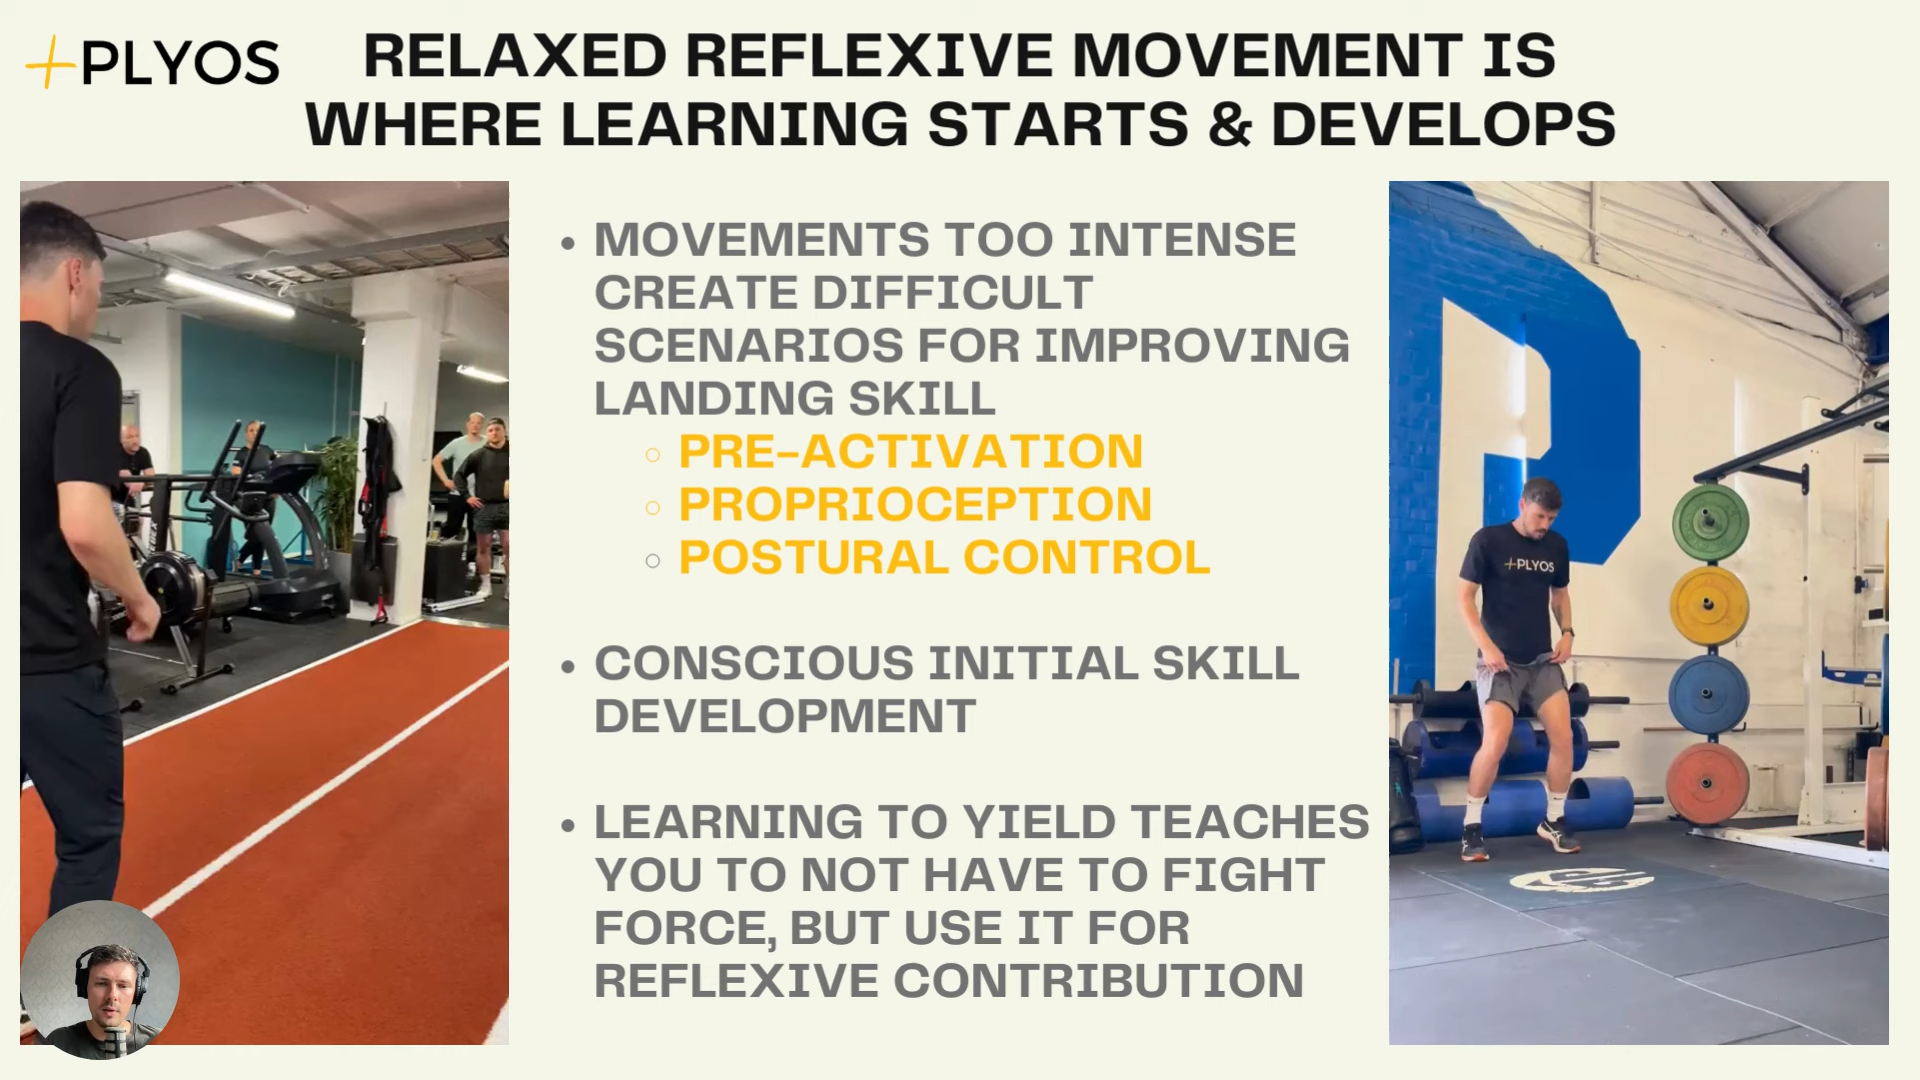 +PLYOS
RELAXED REFLEXIVE MOVEMENT IS
WHERE LEARNING STARTS & DEVELOPS
• MOVEMENTS TOO INTENSE
CREATE DIFFICULT
SCENARIOS FOR IMPROVING
LANDING SKILL
○ PRE-ACTIVATION
○ PROPRIOCEPTION
○ POSTURAL CONTROL
• CONSCIOUS INITIAL SKILL
DEVELOPMENT
• LEARNING TO YIELD TEACHES
YOU TO NOT HAVE TO FIGHT
FORCE, BUT USE IT FOR
REFLEXIVE CONTRIBUTION
+PLYOS